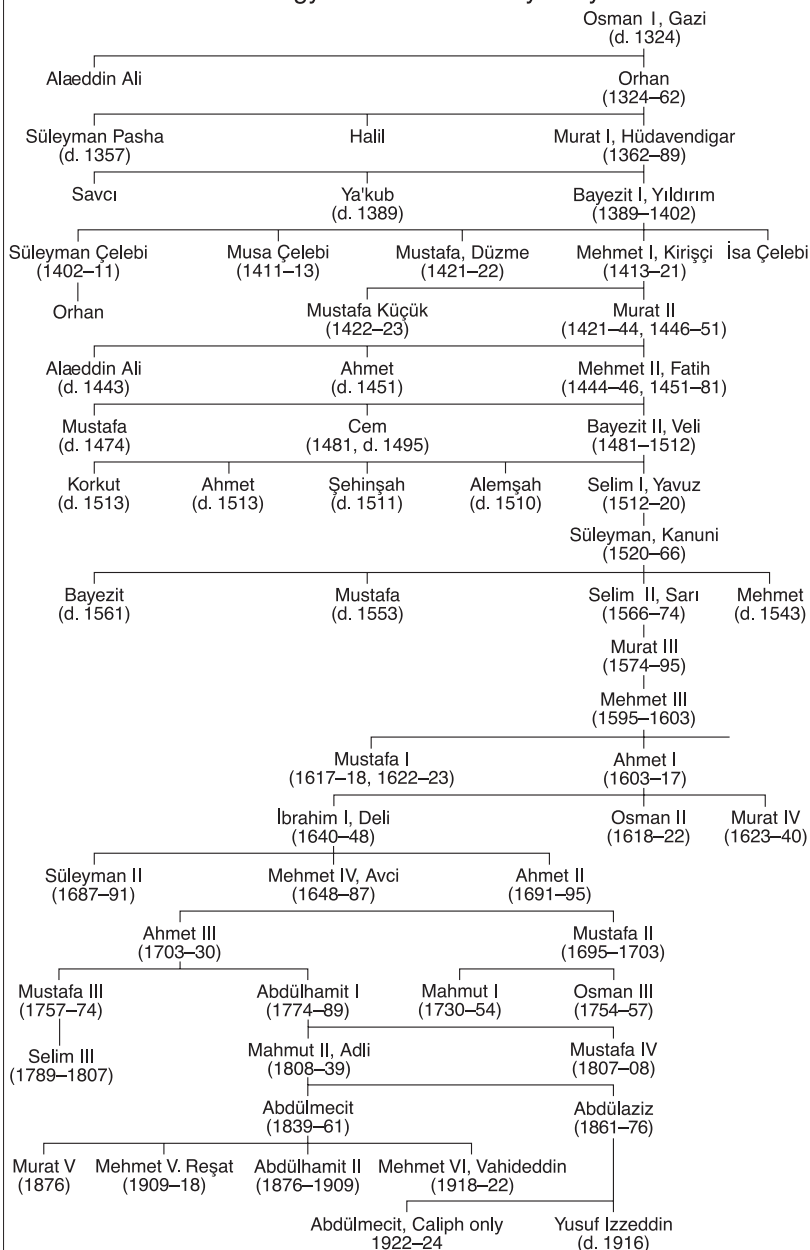 Osman I, Gazi
(d. 1324)
Alaeddin Ali Orhan
(1324–62)
Süleyman Pasha Halil Murat I, Hüdavendigar
(d. 1357) (1362–89)
Savcı Ya'kub Bayezit I, Yıldırım
(d. 1389) (1389–1402)
Süleyman Çelebi Musa Çelebi Mustafa, Düzme Mehmet I, Kirişçi İsa Çelebi
(1402–11) (1411–13) (1421–22) (1413–21)
Orhan Mustafa Küçük Murat II
(1422–23) (1421–44, 1446–51)
Alaeddin Ali Ahmet Mehmet II, Fatih
(d. 1443) (d. 1451) (1444–46, 1451–81)
Mustafa Cem Bayezit II, Veli
(d. 1474) (1481, d. 1495) (1481–1512)
Korkut Ahmet Şehinşah Alemşah Selim I, Yavuz
(d. 1513) (d. 1513) (d. 1511) (d. 1510) (1512–20)
Süleyman, Kanuni
(1520–66)
Bayezit Mustafa Selim II, Sarı Mehmet
(d. 1561) (d. 1553) (1566–74) (d. 1543)
Murat III
(1574–95)
Mehmet III
(1595–1603)
Mustafa I Ahmet I
(1617–18, 1622–23) (1603–17)
İbrahim I, Deli Osman II Murat IV
(1640–48) (1618–22) (1623–40)
Süleyman II Mehmet IV, Avci Ahmet II
(1687–91) (1648–87) (1691–95)
Ahmet III Mustafa II
(1703–30) (1695–1703)
Mustafa III Abdülhamit I Mahmut I Osman III
(1757–74) (1774–89) (1730–54) (1754–57)
Selim III Mahmut II, Adli Mustafa IV
(1789–1807) (1808–39) (1807–08)
Abdülmecit Abdülaziz
(1839–61) (1861–76)
Murat V Mehmet V. Reşat Abdülhamit II Mehmet VI, Vahideddin
(1876) (1909–18) (1876–1909) (1918–22)
Abdülmecit, Caliph only Yusuf Izzeddin
1922–24 (d. 1916)